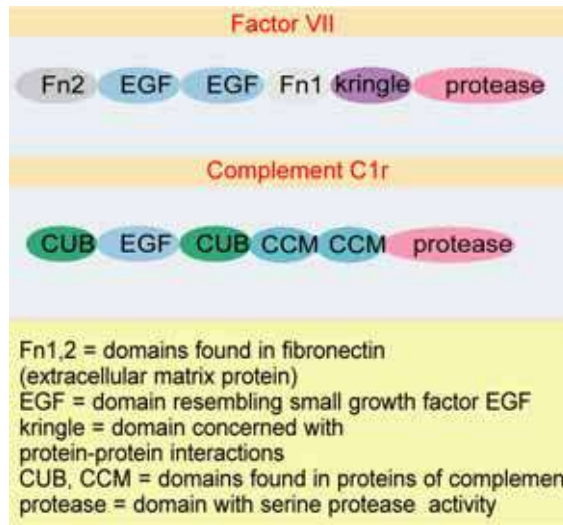 Factor VII
Fn2 EGF EGF Fn1 kringle protease
Complement C1r
CUB EGF CUB CCM CCM protease
Fn1,2 = domains found in fibronectin
(extracellular matrix protein)
EGF = domain resembling small growth factor EGF
kringle = domain concerned with
protein-protein interactions
CUB, CCM = domains found in proteins of complemen
protease = domain with serine protease activity